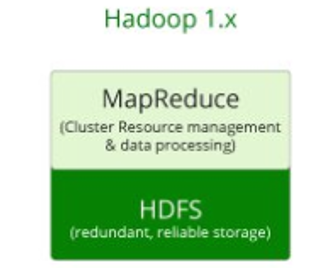 Hadoop 1.x
MapReduce
(Cluster Resource management
& data processing)
HDFS
(redundant, reliable storage)